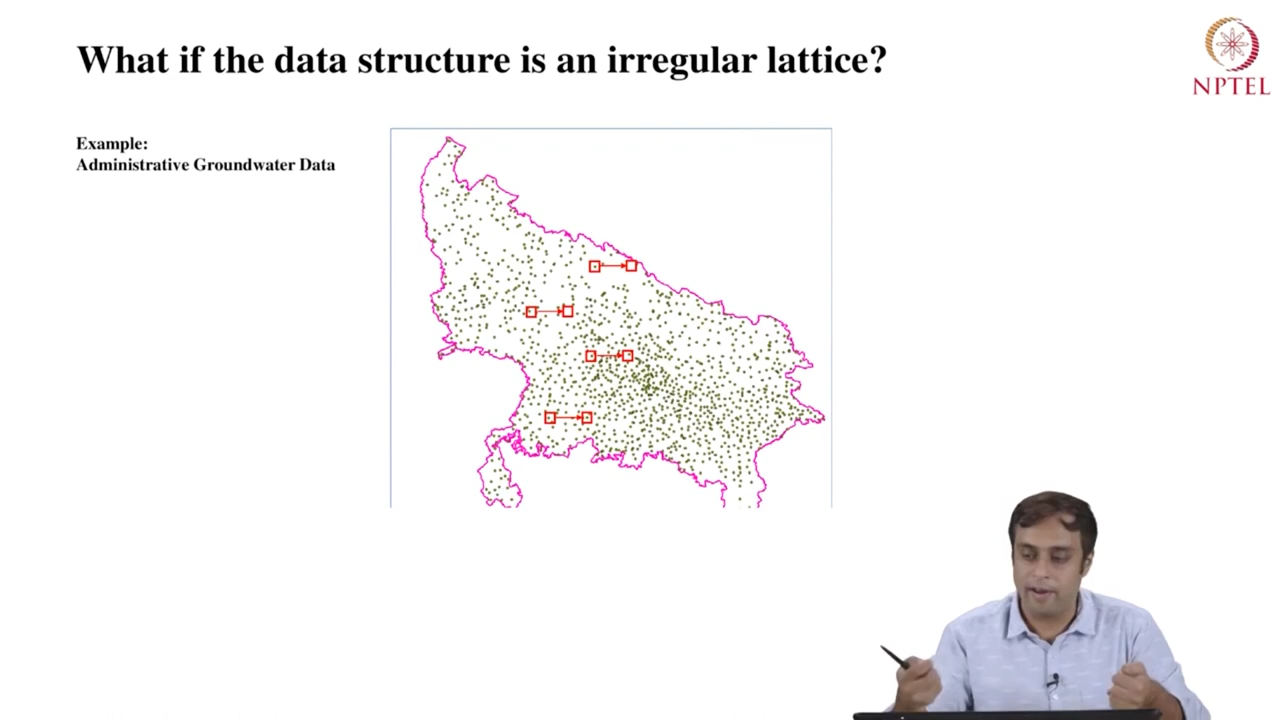 What if the data structure is an irregular lattice?
NPTEL
Example:
Administrative Groundwater Data